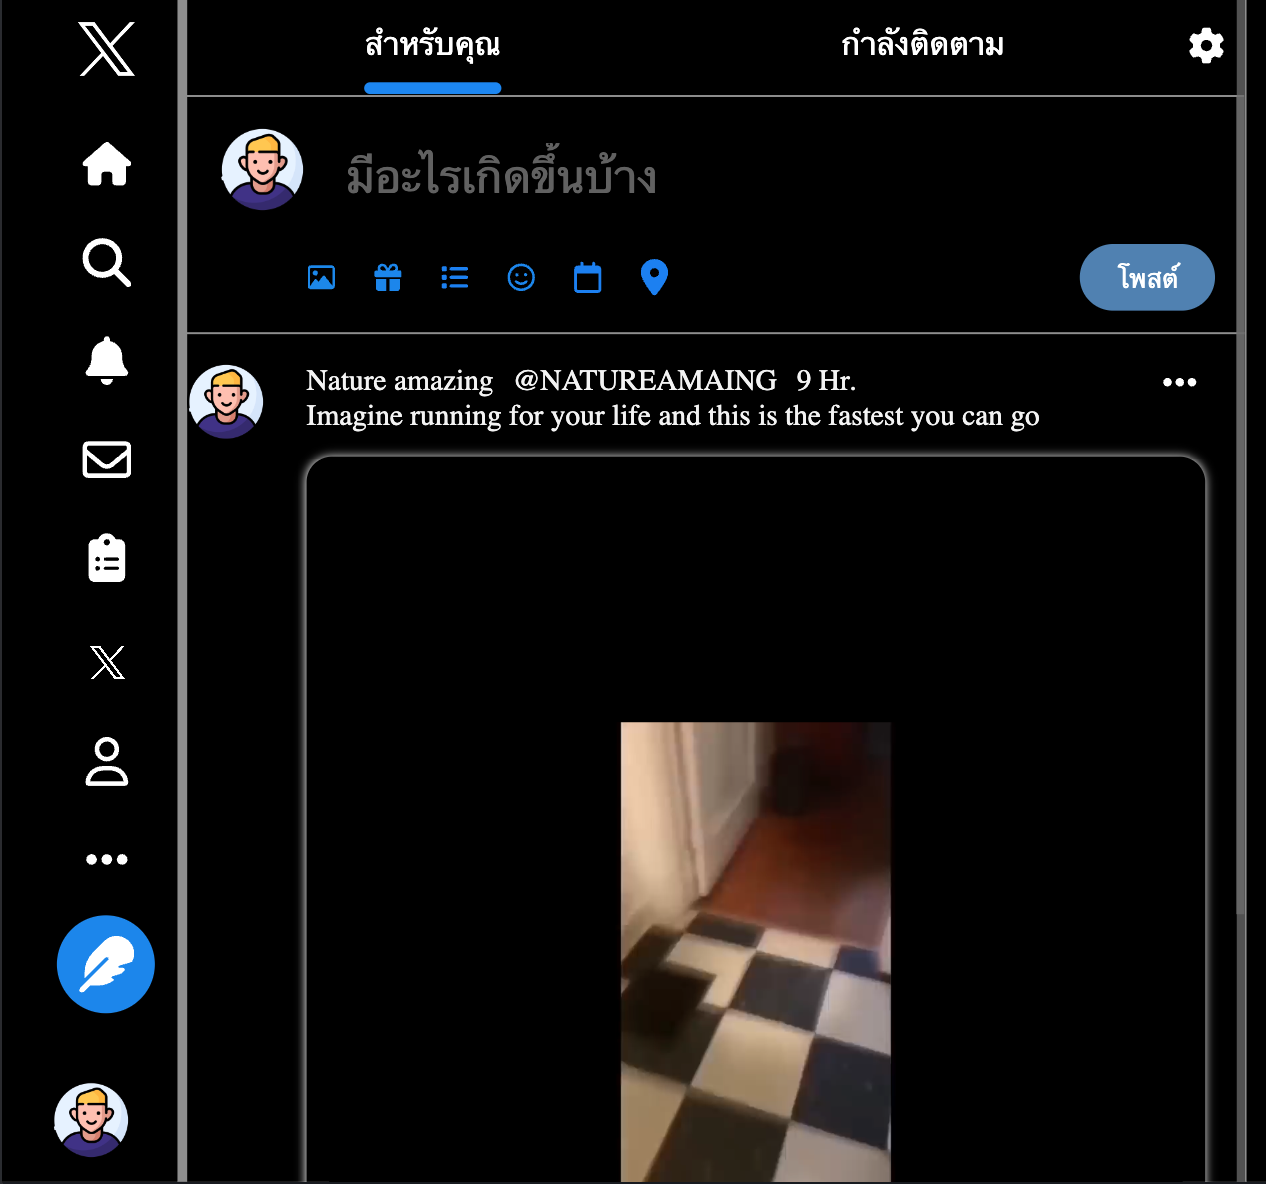 สำหรับคุณ กำลังติดตาม
มีอะไรเกิดขึ้นบ้าง
โพสต์
Nature amazing @NATUREAMAING 9 Hr.
Imagine running for your life and this is the fastest you can go